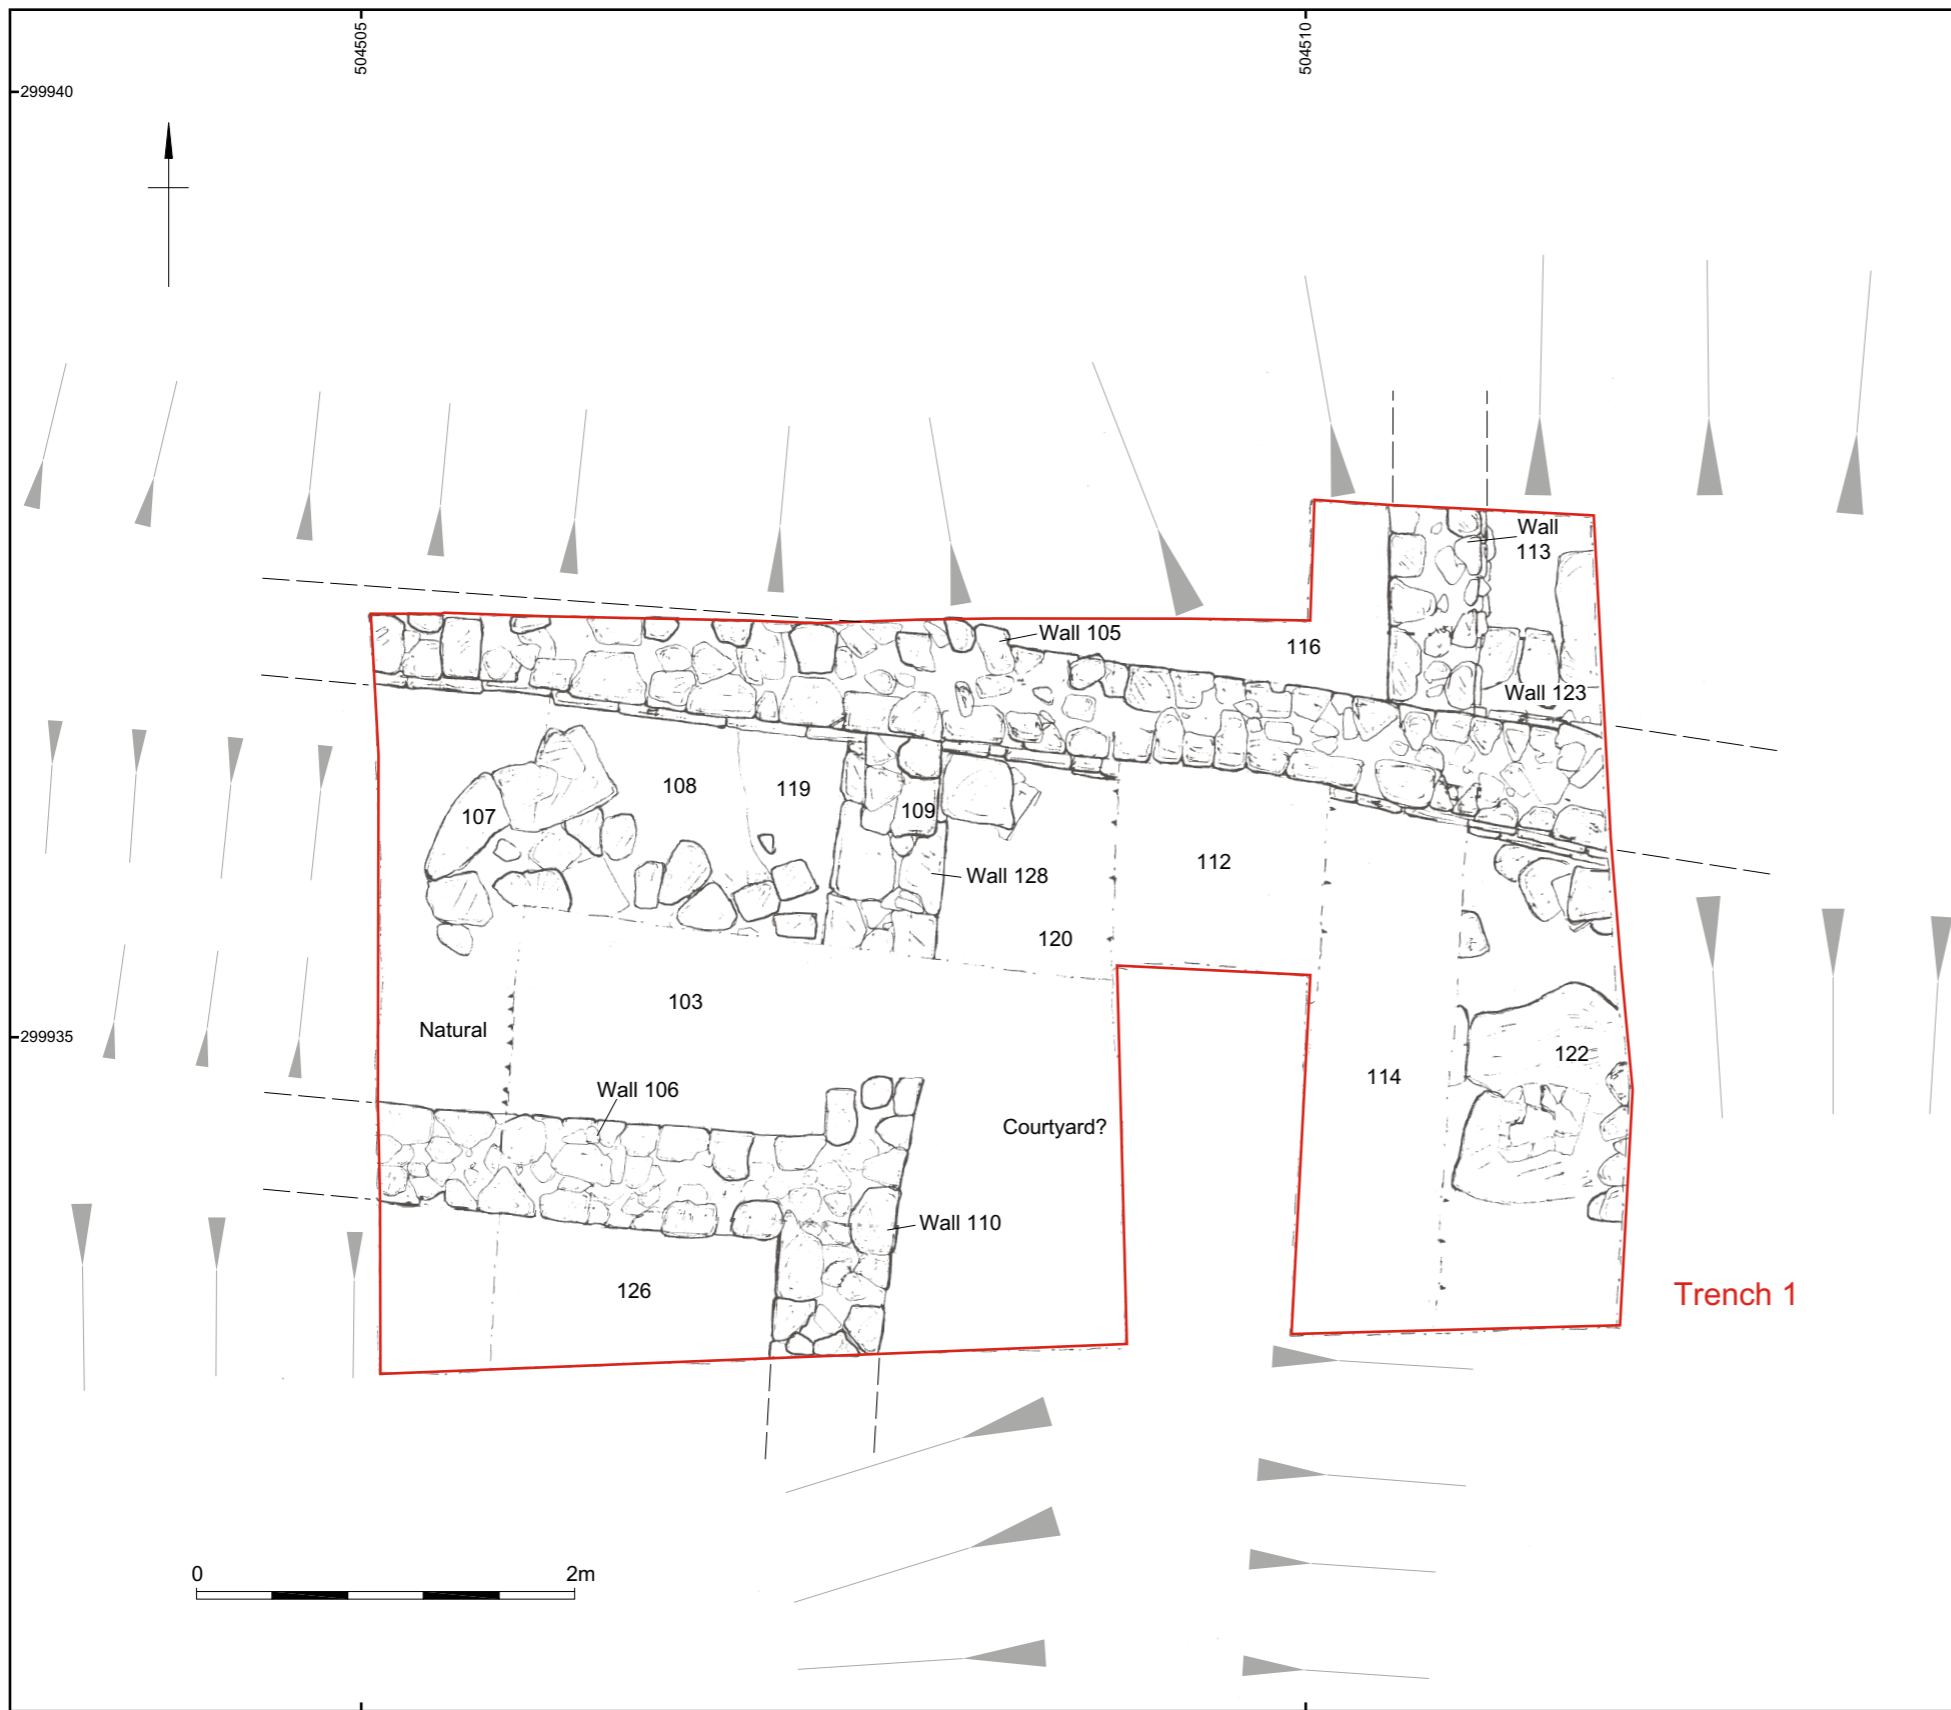 504505
504510
299940
Wall
113
Wall 105
116
Wall 123
108
119
107
109
112
Wall 128
120
103
Natural
122
114
Wall 106
Courtyard?
Wall 110
126
Trench 1
299935
0
2m